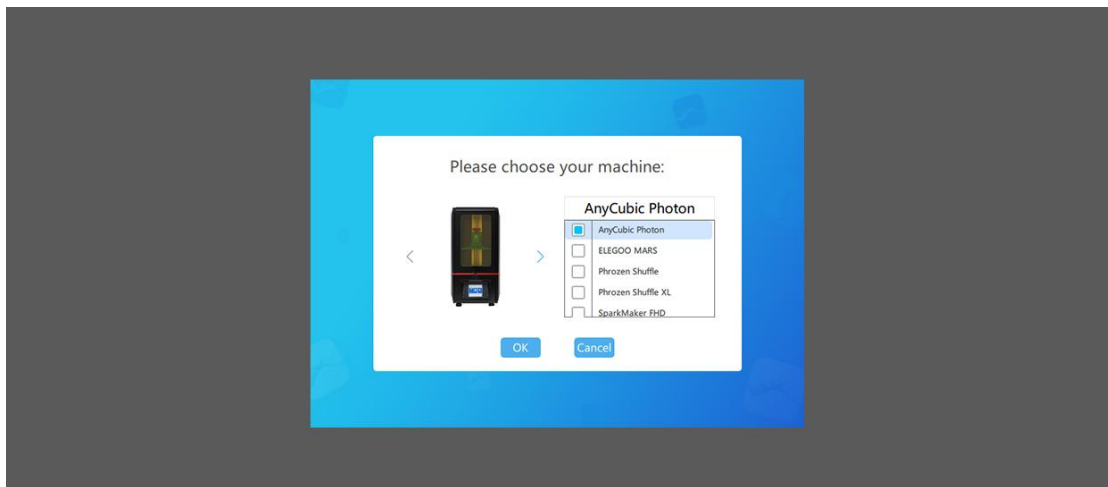 Please choose your machine:
AnyCubic Photon
AnyCubic Photon
ELEGOO MARS
Phrozen Shuffle
Phrozen Shuffle XL
SparkMaker FHD
OK
Cancel